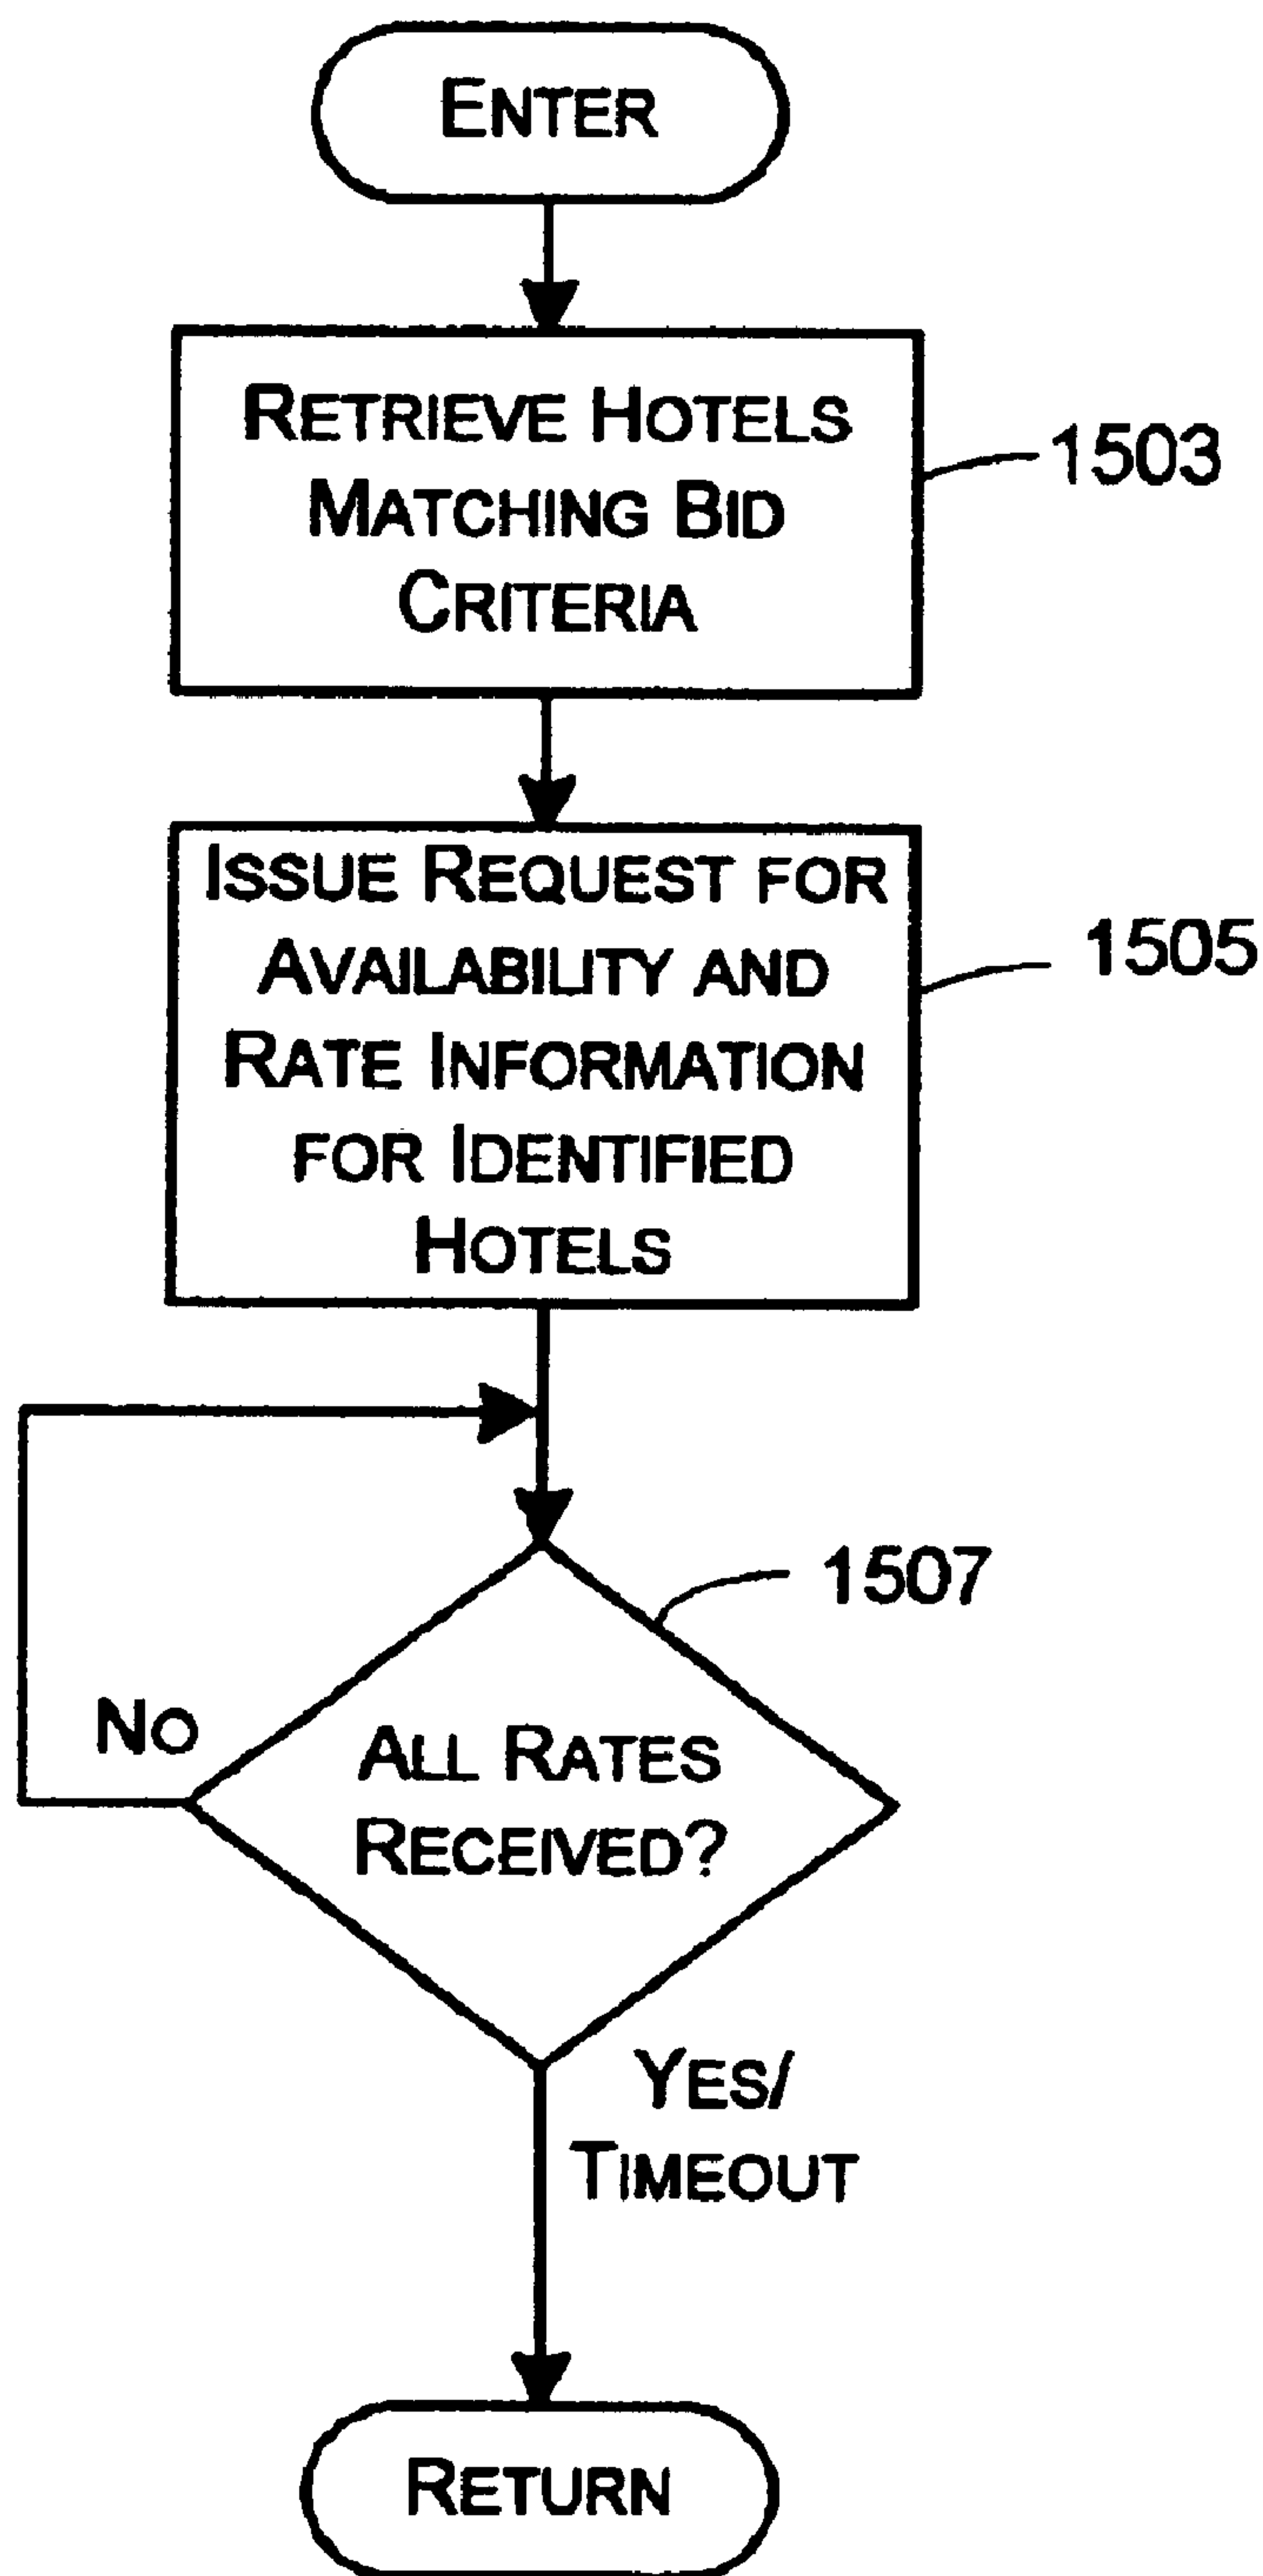 ENTER
RETRIEVE HOTELS
MATCHING BID
CRITERIA
1503
ISSUE REQUEST FOR
AVAILABILITY AND
RATE INFORMATION
FOR IDENTIFIED
HOTELS
1505
1507
NO
ALL RATES
RECEIVED?
YES/
TIMEOUT
RETURN